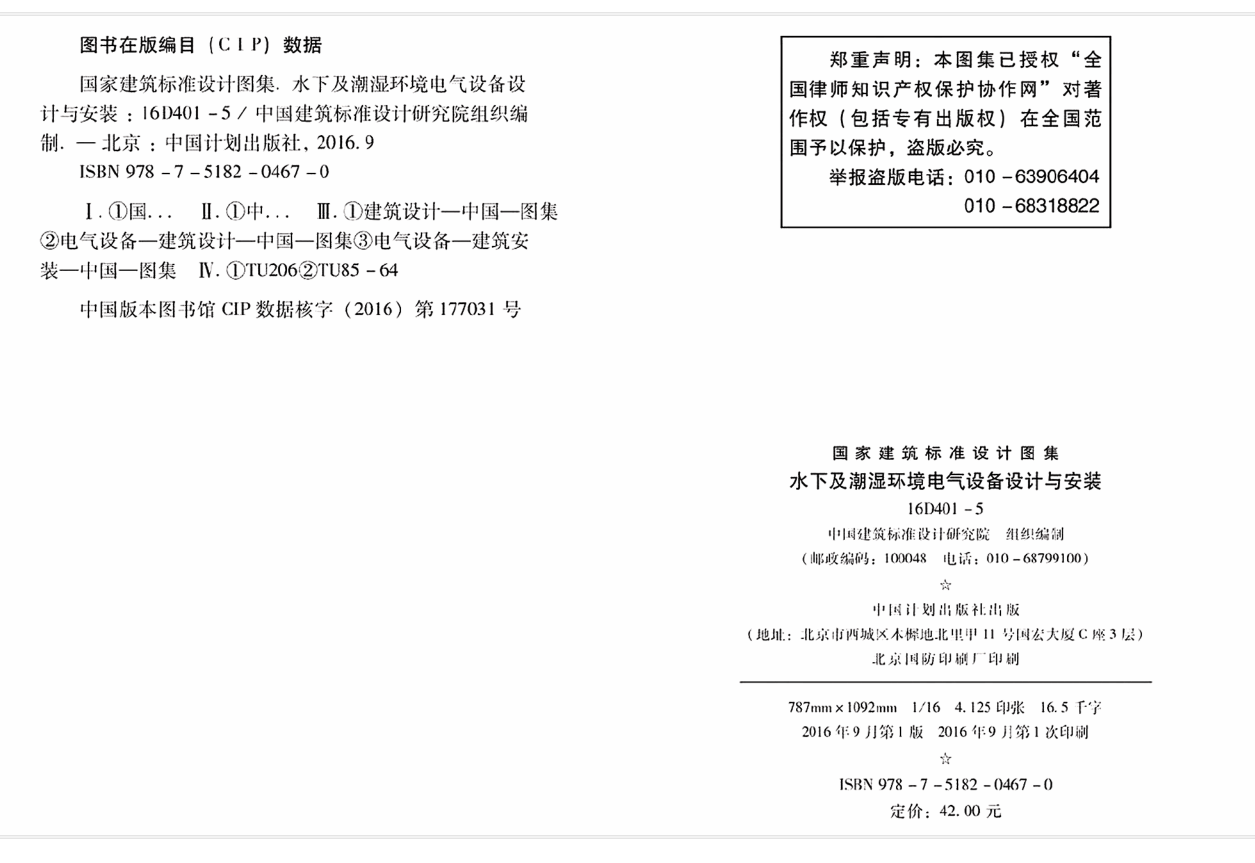 图书在版编目（CIP）数据
国家建筑标准设计图集. 水下及潮湿环境电气设备设
计与安装：16D401-5 / 中国建筑标准设计研究院组织编
制. — 北京：中国计划出版社, 2016.9
ISBN 978-7-5182-0467-0
Ⅰ.①国... Ⅱ.①中... Ⅲ.①建筑设计—中国—图集
②电气设备—建筑设计—中国—图集③电气设备—建筑安
装—中国—图集 Ⅳ.①TU206②TU85-64
中国版本图书馆 CIP 数据核字（2016）第 177031 号
郑重声明：本图集已授权“全
国律师知识产权保护协作网”对著
作权（包括专有出版权）在全国范
围予以保护，盗版必究。
举报盗版电话：010-63906404
010-68318822
国家建筑标准设计图集
水下及潮湿环境电气设备设计与安装
16D401-5
中国建筑标准设计研究院 组织编制
（邮政编码：100048 电话：010-68799100）
☆
中国计划出版社出版
（地址：北京市西城区木樨地北里甲 11 号国宏大厦 C 座 3 层）
北京国防印刷厂印刷
787mm×1092mm 1/16 4.125 印张 16.5 千字
2016 年 9 月第 1 版 2016 年 9 月第 1 次印刷
☆
ISBN 978-7-5182-0467-0
定价：42.00 元